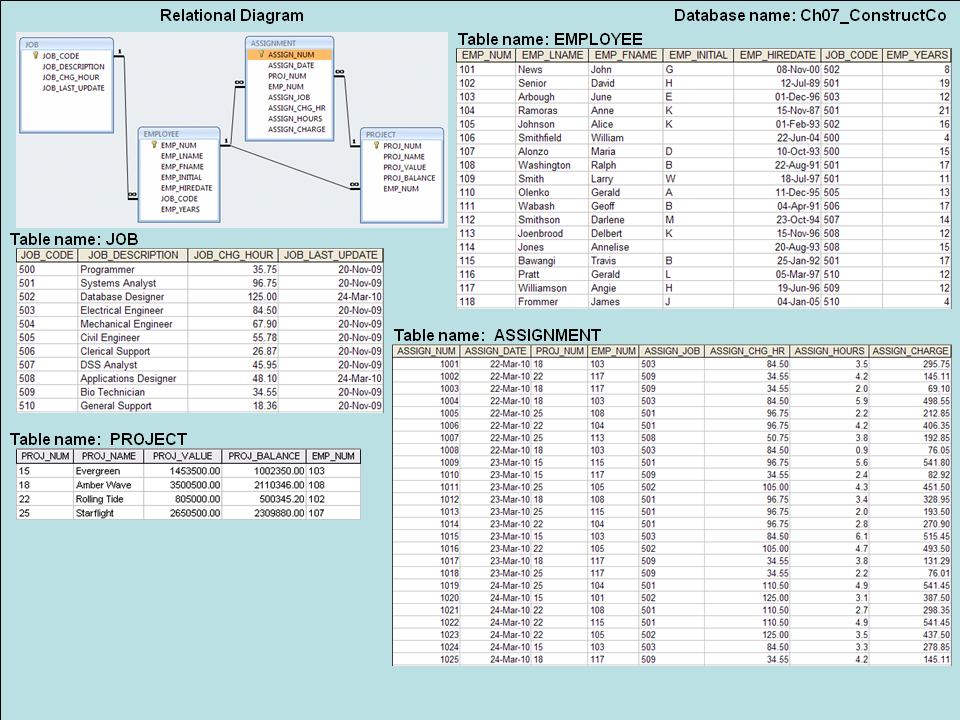 Relational Diagram
Database name: Ch07_ConstructCo
JOB
JOB_CODE
JOB_DESCRIPTION
JOB_CHG_HOUR
JOB_LAST_UPDATE
1
∞
EMPLOYEE
EMP_NUM
EMP_LNAME
EMP_FNAME
EMP_INITIAL
EMP_HIREDATE
JOB_CODE
EMP_YEARS
1
∞
∞
ASSIGNMENT
ASSIGN_NUM
ASSIGN_DATE
PROJ_NUM
EMP_NUM
ASSIGN_JOB
ASSIGN_CHG_HR
ASSIGN_HOURS
ASSIGN_CHARGE
∞
1
PROJECT
PROJ_NUM
PROJ_NAME
PROJ_VALUE
PROJ_BALANCE
EMP_NUM
Table name: EMPLOYEE
EMP_NUM EMP_LNAME EMP_FNAME EMP_INITIAL EMP_HIREDATE JOB_CODE EMP_YEARS
101 News John G 08-Nov-00 502 8
102 Senior David H 12-Jul-89 501 19
103 Arbough June E 01-Dec-96 503 12
104 Ramoras Anne K 15-Nov-87 501 21
105 Johnson Alice K 01-Feb-93 502 16
106 Smithfield William 22-Jun-04 500 4
107 Alonzo Maria D 10-Oct-93 500 15
108 Washington Ralph B 22-Aug-91 501 17
109 Smith Larry W 18-Jul-97 501 11
110 Olenko Gerald A 11-Dec-95 505 13
111 Wabash Geoff B 04-Apr-91 506 17
112 Smithson Darlene M 23-Oct-94 507 14
113 Joenbrood Delbert K 15-Nov-96 508 12
114 Jones Annelise 20-Aug-93 508 15
115 Bawangi Travis B 25-Jan-92 501 17
116 Pratt Gerald L 05-Mar-97 510 12
117 Williamson Angie H 19-Jun-96 509 12
118 Frommer James J 04-Jan-05 510 4
Table name: JOB
JOB_CODE JOB_DESCRIPTION JOB_CHG_HOUR JOB_LAST_UPDATE
500 Programmer 35.75 20-Nov-09
501 Systems Analyst 96.75 20-Nov-09
502 Database Designer 125.00 24-Mar-10
503 Electrical Engineer 84.50 20-Nov-09
504 Mechanical Engineer 67.90 20-Nov-09
505 Civil Engineer 55.78 20-Nov-09
506 Clerical Support 26.87 20-Nov-09
507 DSS Analyst 45.95 20-Nov-09
508 Applications Designer 48.10 24-Mar-10
509 Bio Technician 34.55 20-Nov-09
510 General Support 18.36 20-Nov-09
Table name: PROJECT
PROJ_NUM PROJ_NAME PROJ_VALUE PROJ_BALANCE EMP_NUM
15 Evergreen 1453500.00 1002350.00 103
18 Amber Wave 3500500.00 2110346.00 108
22 Rolling Tide 805000.00 500345.20 102
25 Starflight 2650500.00 2309880.00 107
Table name: ASSIGNMENT
ASSIGN_NUM ASSIGN_DATE PROJ_NUM EMP_NUM ASSIGN_JOB ASSIGN_CHG_HR ASSIGN_HOURS ASSIGN_CHARGE
1001 22-Mar-10 18 103 503 84.50 3.5 295.75
1002 22-Mar-10 22 117 509 34.55 4.2 145.11
1003 22-Mar-10 18 117 509 34.55 2.0 69.10
1004 22-Mar-10 18 103 503 84.50 5.9 498.55
1005 22-Mar-10 25 108 501 96.75 2.2 212.85
1006 22-Mar-10 22 104 501 96.75 4.2 406.35
1007 22-Mar-10 25 113 508 50.75 3.8 192.85
1008 22-Mar-10 18 103 503 84.50 0.9 76.05
1009 23-Mar-10 15 115 501 96.75 5.6 541.80
1010 23-Mar-10 15 117 509 34.55 2.4 82.92
1011 23-Mar-10 25 105 502 105.00 4.3 451.50
1012 23-Mar-10 18 108 501 96.75 3.4 328.95
1013 23-Mar-10 25 115 501 96.75 2.0 193.50
1014 23-Mar-10 22 104 501 96.75 2.8 270.90
1015 23-Mar-10 15 103 503 84.50 6.1 515.45
1016 23-Mar-10 22 105 502 105.00 4.7 493.50
1017 23-Mar-10 18 117 509 34.55 3.8 131.29
1018 23-Mar-10 25 117 509 34.55 2.2 76.01
1019 24-Mar-10 25 104 501 110.50 4.9 541.45
1020 24-Mar-10 15 101 502 125.00 3.1 387.50
1021 24-Mar-10 22 108 501 110.50 2.7 298.35
1022 24-Mar-10 22 115 501 110.50 4.9 541.45
1023 24-Mar-10 22 105 502 125.00 3.5 437.50
1024 24-Mar-10 15 103 503 84.50 3.3 278.85
1025 24-Mar-10 18 117 509 34.55 4.2 145.11